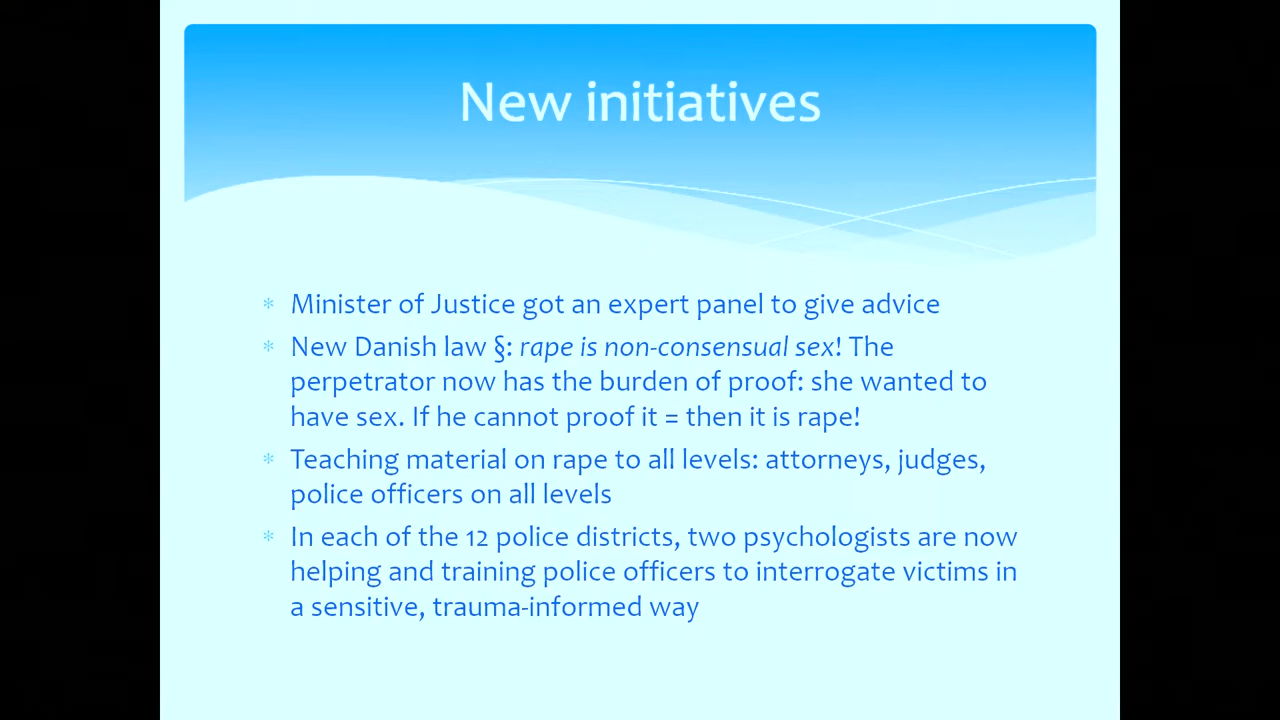 New initiatives
* Minister of Justice got an expert panel to give advice
* New Danish law §: rape is non-consensual sex! The
perpetrator now has the burden of proof: she wanted to
have sex. If he cannot proof it = then it is rape!
* Teaching material on rape to all levels: attorneys, judges,
police officers on all levels
* In each of the 12 police districts, two psychologists are now
helping and training police officers to interrogate victims in
a sensitive, trauma-informed way